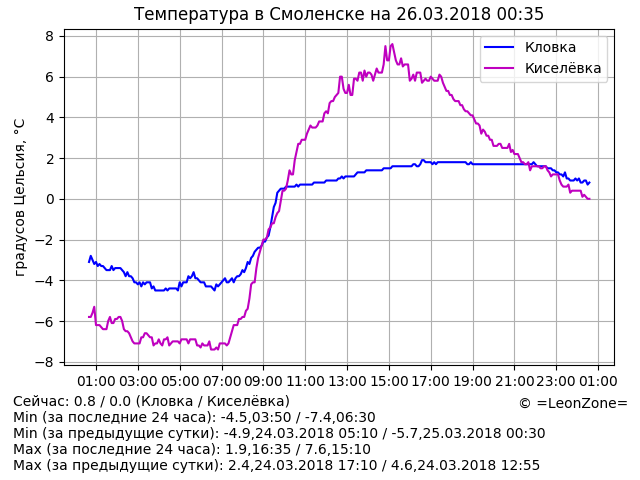 Температура в Смоленске на 26.03.2018 00:35
градусов Цельсия, °C
8
6
4
2
0
−2
−4
−6
−8
Кловка
Киселёвка
01:00 03:00 05:00 07:00 09:00 11:00 13:00 15:00 17:00 19:00 21:00 23:00 01:00
Сейчас: 0.8 / 0.0 (Кловка / Киселёвка)
© =LeonZone=
Min (за последние 24 часа): -4.5,03:50 / -7.4,06:30
Min (за предыдущие сутки): -4.9,24.03.2018 05:10 / -5.7,25.03.2018 00:30
Max (за последние 24 часа): 1.9,16:35 / 7.6,15:10
Max (за предыдущие сутки): 2.4,24.03.2018 17:10 / 4.6,24.03.2018 12:55